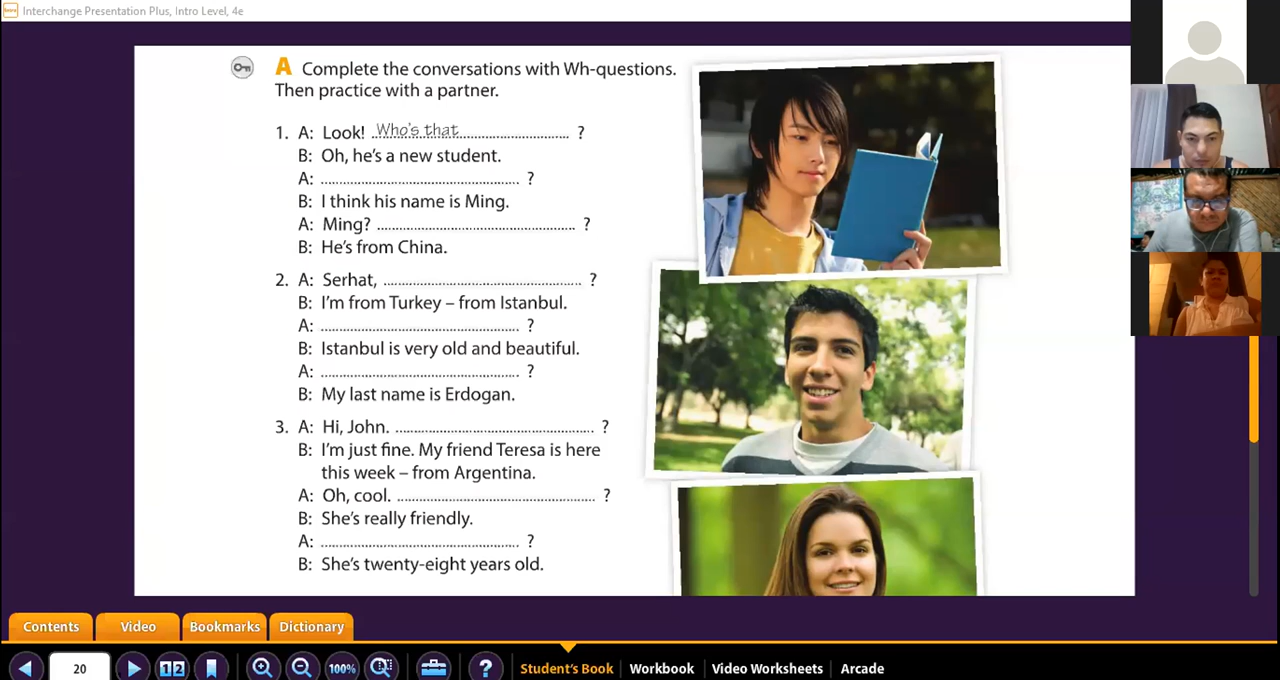 Interchange Presentation Plus, Intro Level, 4e
A Complete the conversations with Wh-questions.
Then practice with a partner.
1. A: Look! Who's that ?
B: Oh, he's a new student.
A: ?
B: I think his name is Ming.
A: Ming? ?
B: He's from China.
2. A: Serhat, ?
B: I'm from Turkey – from Istanbul.
A: ?
B: Istanbul is very old and beautiful.
A: ?
B: My last name is Erdogan.
3. A: Hi, John. ?
B: I'm just fine. My friend Teresa is here
this week – from Argentina.
A: Oh, cool. ?
B: She's really friendly.
A: ?
B: She's twenty-eight years old.
Contents Video Bookmarks Dictionary
20 12 100% ? Student's Book Workbook Video Worksheets Arcade